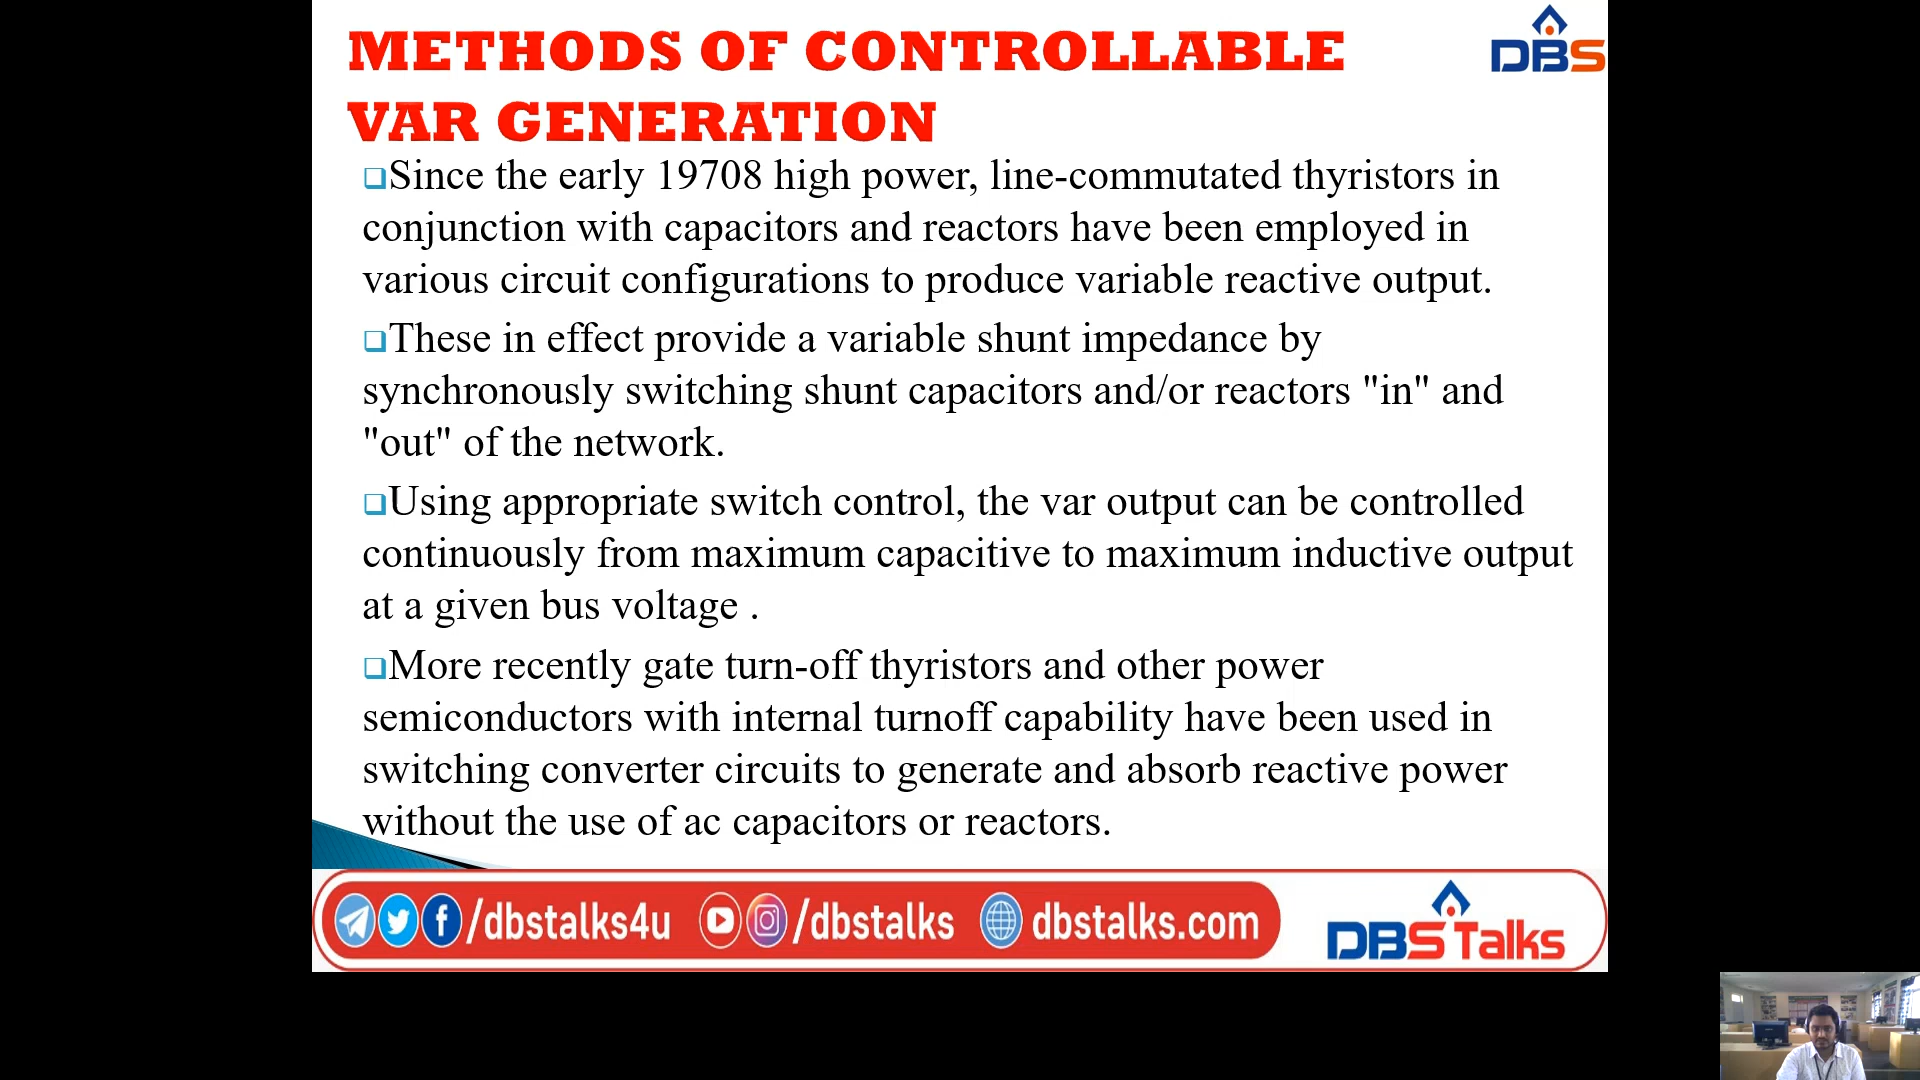 METHODS OF CONTROLLABLE
DBS
VAR GENERATION
Since the early 19708 high power, line-commutated thyristors in
conjunction with capacitors and reactors have been employed in
various circuit configurations to produce variable reactive output.
These in effect provide a variable shunt impedance by
synchronously switching shunt capacitors and/or reactors "in" and
"out" of the network.
Using appropriate switch control, the var output can be controlled
continuously from maximum capacitive to maximum inductive output
at a given bus voltage .
More recently gate turn-off thyristors and other power
semiconductors with internal turnoff capability have been used in
switching converter circuits to generate and absorb reactive power
without the use of ac capacitors or reactors.
/dbstalks4u /dbstalks dbstalks.com
DBS Talks